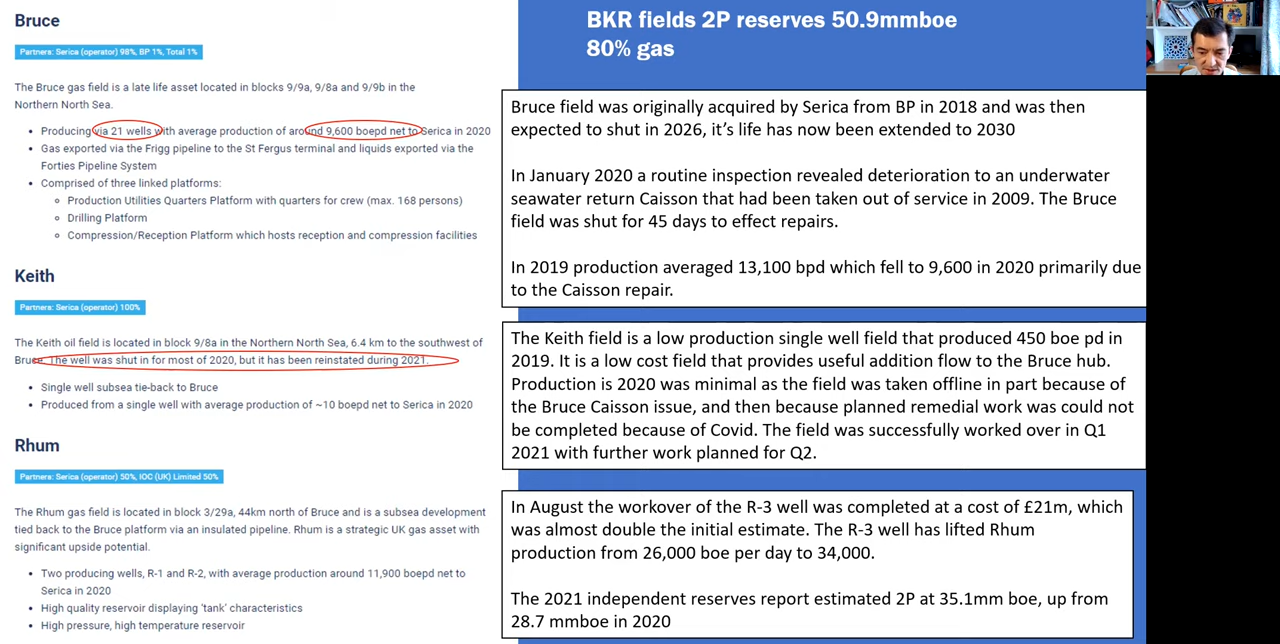 Bruce
Partners: Serica (operator) 98%, BP 1%, Total 1%
The Bruce gas field is a late life asset located in blocks 9/9a, 9/8a and 9/9b in the
Northern North Sea.
• Producing via 21 wells with average production of around 9,600 boepd net to Serica in 2020
• Gas exported via the Frigg pipeline to the St Fergus terminal and liquids exported via the
Forties Pipeline System
• Comprised of three linked platforms:
Production Utilities Quarters Platform with quarters for crew (max. 168 persons)
Drilling Platform
Compression/Reception Platform which hosts reception and compression facilities
Keith
Partners: Serica (operator) 100%
The Keith oil field is located in block 9/8a in the Northern North Sea, 6.4 km to the southwest of
Bruce. The well was shut in for most of 2020, but it has been reinstated during 2021.
• Single well subsea tie-back to Bruce
• Produced from a single well with average production of ~10 boepd net to Serica in 2020
Rhum
Partners: Serica (operator) 50%, IOC (UK) Limited 50%
The Rhum gas field is located in block 3/29a, 44km north of Bruce and is a subsea development
tied back to the Bruce platform via an insulated pipeline. Rhum is a strategic UK gas asset with
significant upside potential.
• Two producing wells, R-1 and R-2, with average production around 11,900 boepd net to
Serica in 2020
• High quality reservoir displaying 'tank' characteristics
• High pressure, high temperature reservoir
BKR fields 2P reserves 50.9mmboe
80% gas
Bruce field was originally acquired by Serica from BP in 2018 and was then
expected to shut in 2026, it's life has now been extended to 2030
In January 2020 a routine inspection revealed deterioration to an underwater
seawater return Caisson that had been taken out of service in 2009. The Bruce
field was shut for 45 days to effect repairs.
In 2019 production averaged 13,100 bpd which fell to 9,600 in 2020 primarily due
to the Caisson repair.
The Keith field is a low production single well field that produced 450 boe pd in
2019. It is a low cost field that provides useful addition flow to the Bruce hub.
Production is 2020 was minimal as the field was taken offline in part because of
the Bruce Caisson issue, and then because planned remedial work was could not
be completed because of Covid. The field was successfully worked over in Q1
2021 with further work planned for Q2.
In August the workover of the R-3 well was completed at a cost of £21m, which
was almost double the initial estimate. The R-3 well has lifted Rhum
production from 26,000 boe per day to 34,000.
The 2021 independent reserves report estimated 2P at 35.1mm boe, up from
28.7 mmboe in 2020